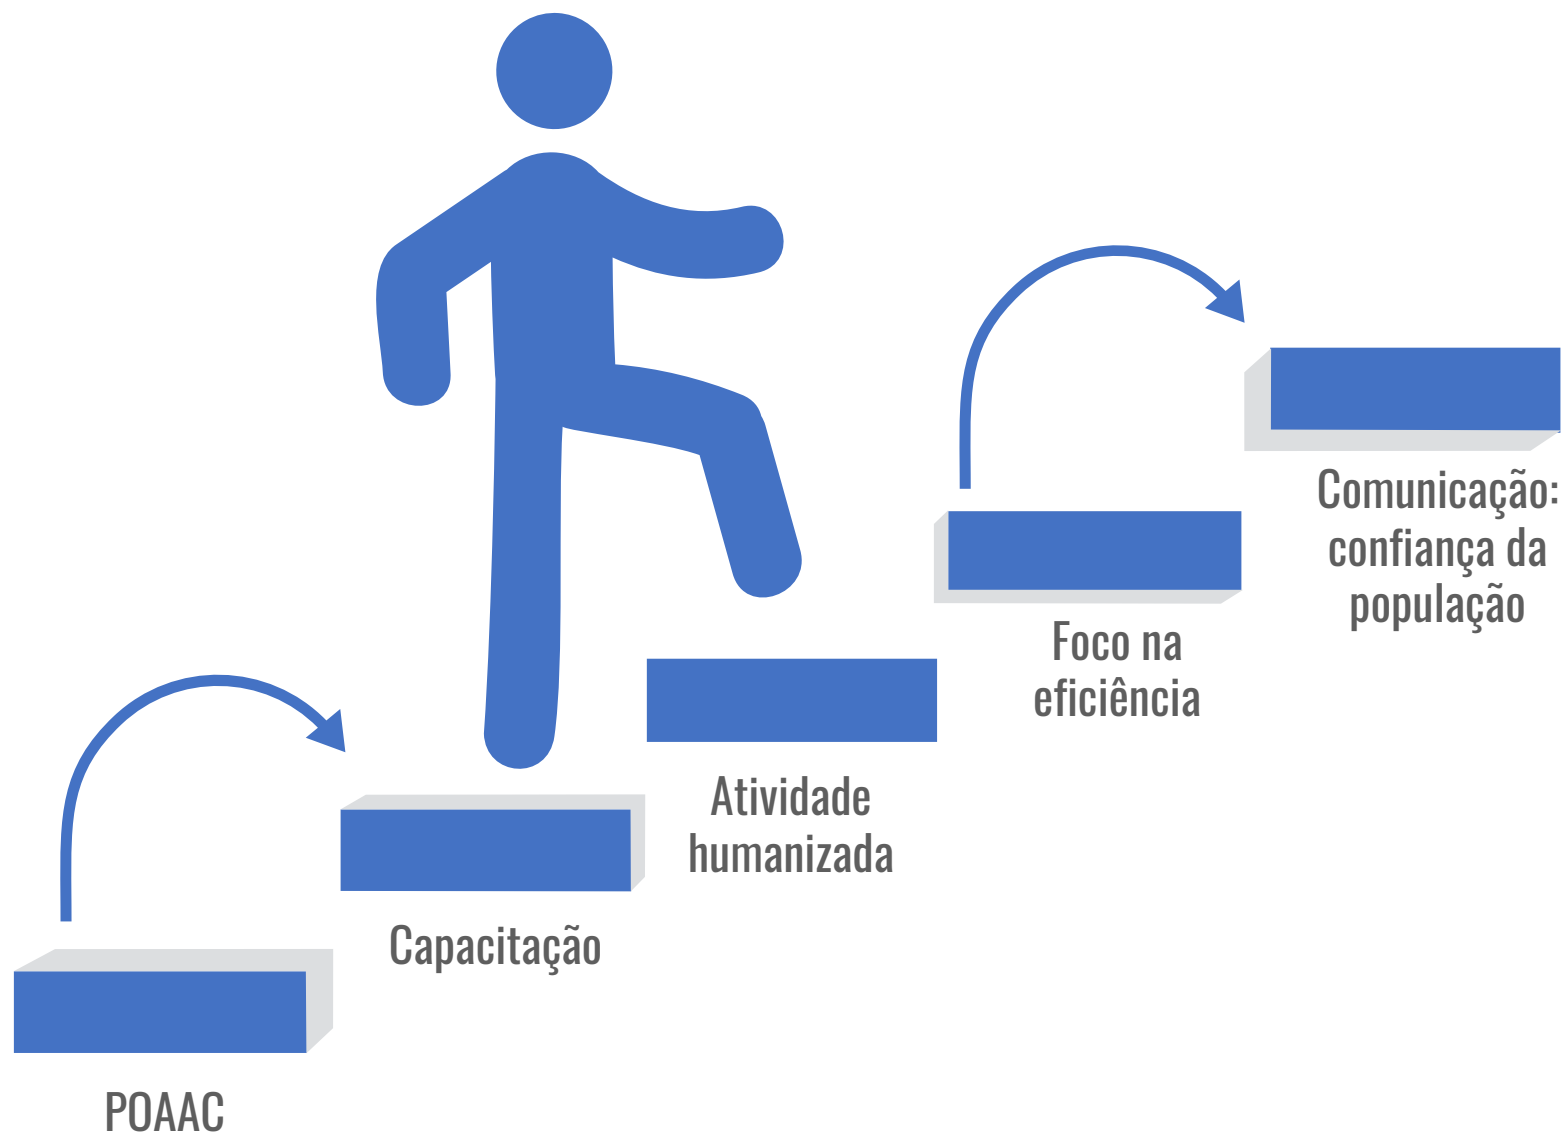 POAAC
Capacitação
Atividade
humanizada
Foco na
eficiência
Comunicação:
confiança da
população